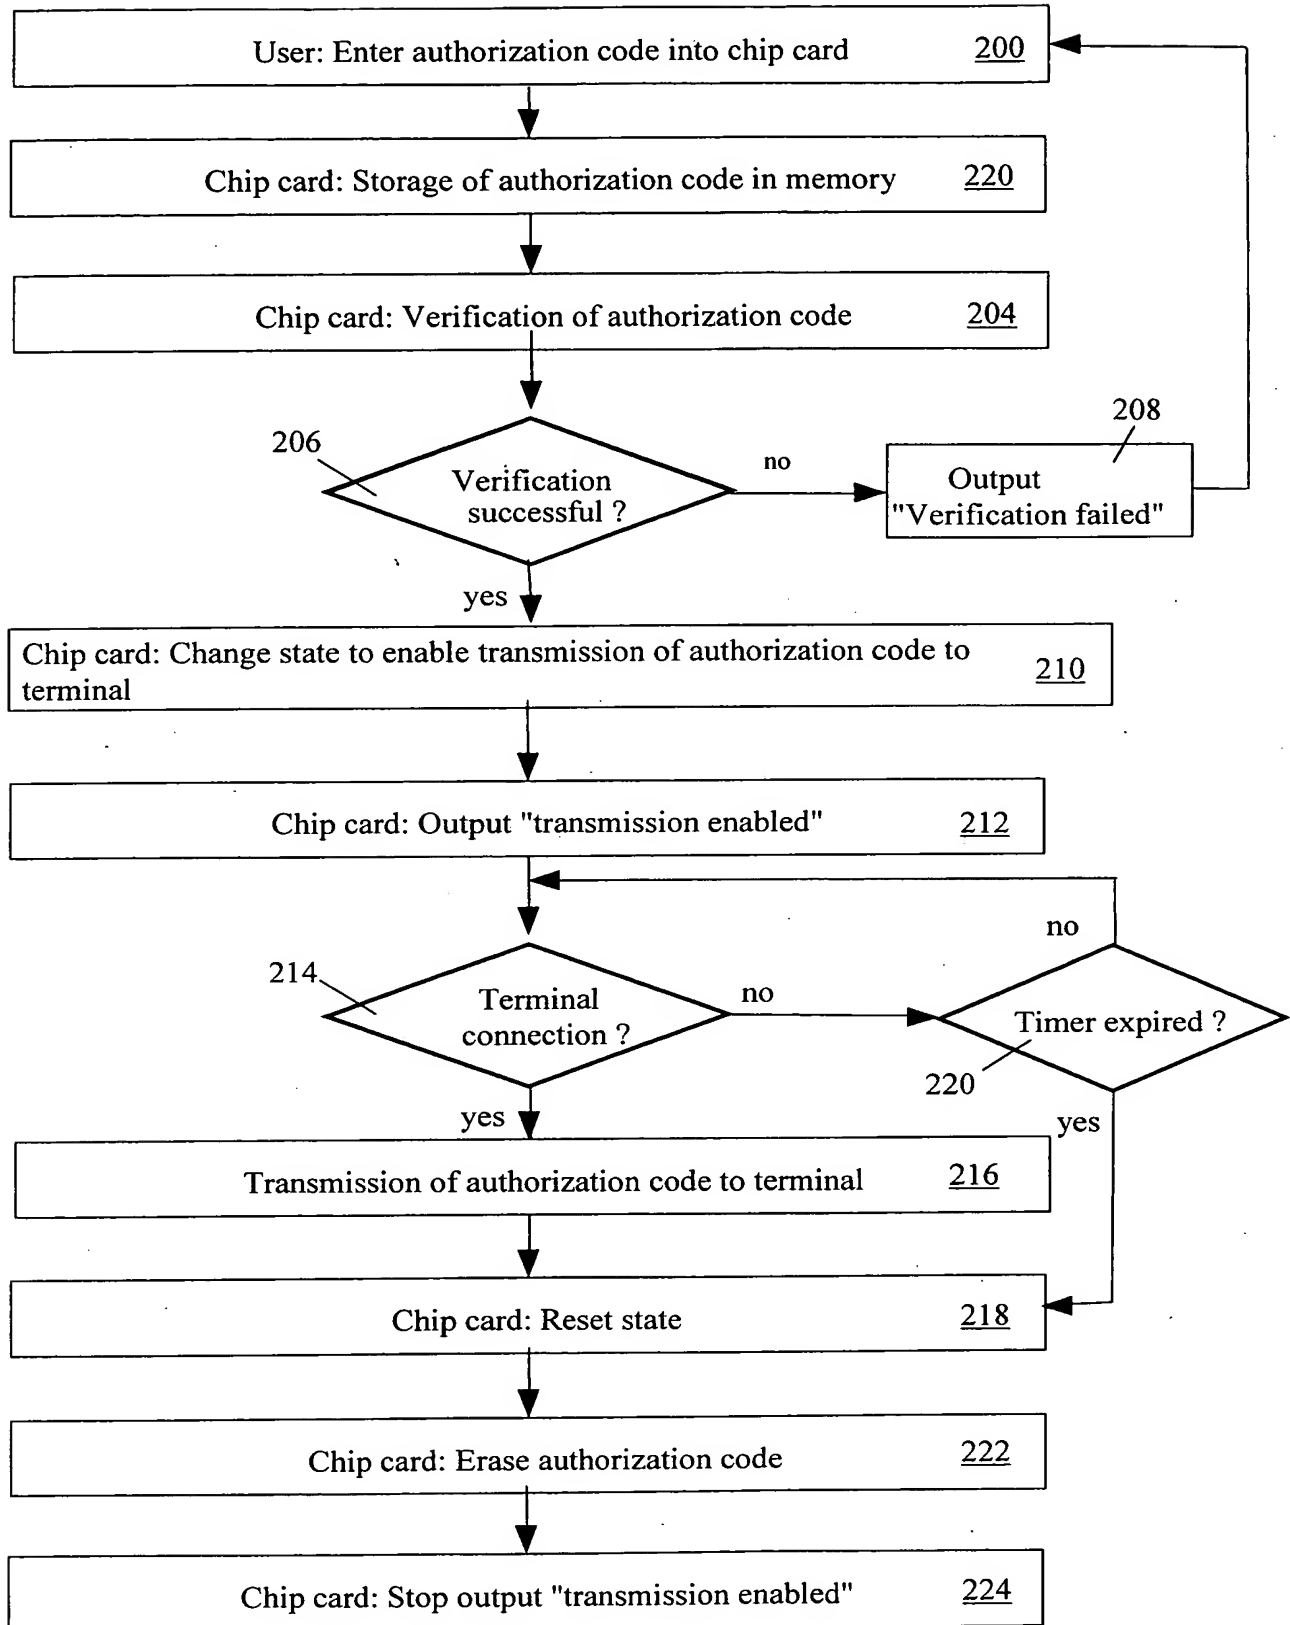 User: Enter authorization code into chip card 200
Chip card: Storage of authorization code in memory 220
Chip card: Verification of authorization code 204
206
Verification
successful ?
no
208
Output
"Verification failed"
yes
Chip card: Change state to enable transmission of authorization code to
terminal
210
Chip card: Output "transmission enabled" 212
214
Terminal
connection ?
no
no
Timer expired ?
220
yes
yes
Transmission of authorization code to terminal 216
Chip card: Reset state 218
Chip card: Erase authorization code 222
Chip card: Stop output "transmission enabled" 224